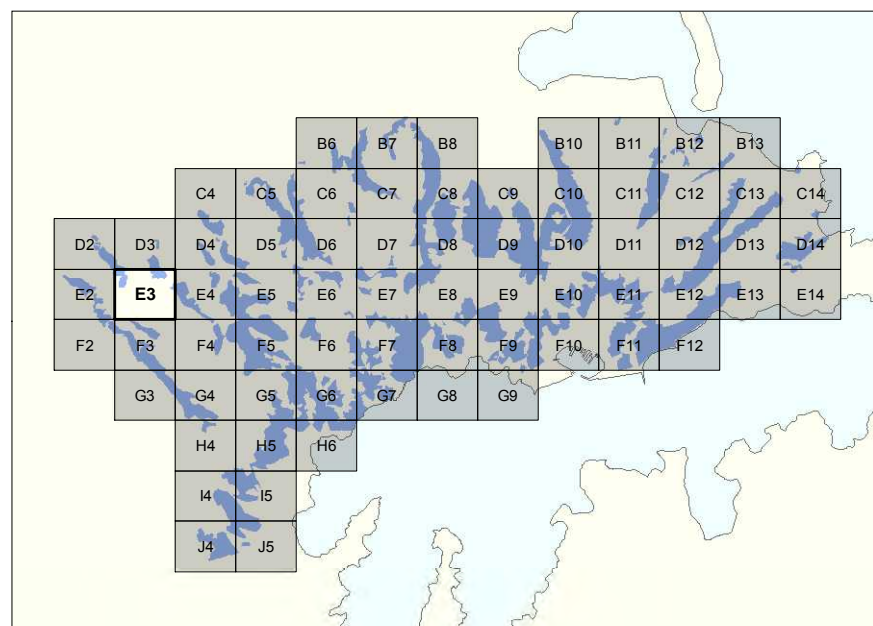 B6 B7 B8 B10 B11 B12 B13
C4 C5 C6 C7 C8 C9 C10 C11 C12 C13 C14
D2 D3 D4 D5 D6 D7 D8 D9 D10 D11 D12 D13 D14
E2 E3 E4 E5 E6 E7 E8 E9 E10 E11 E12 E13 E14
F2 F3 F4 F5 F6 F7 F8 F9 F10 F11 F12
G3 G4 G5 G6 G7 G8 G9
H4 H5 H6
I4 I5
J4 J5